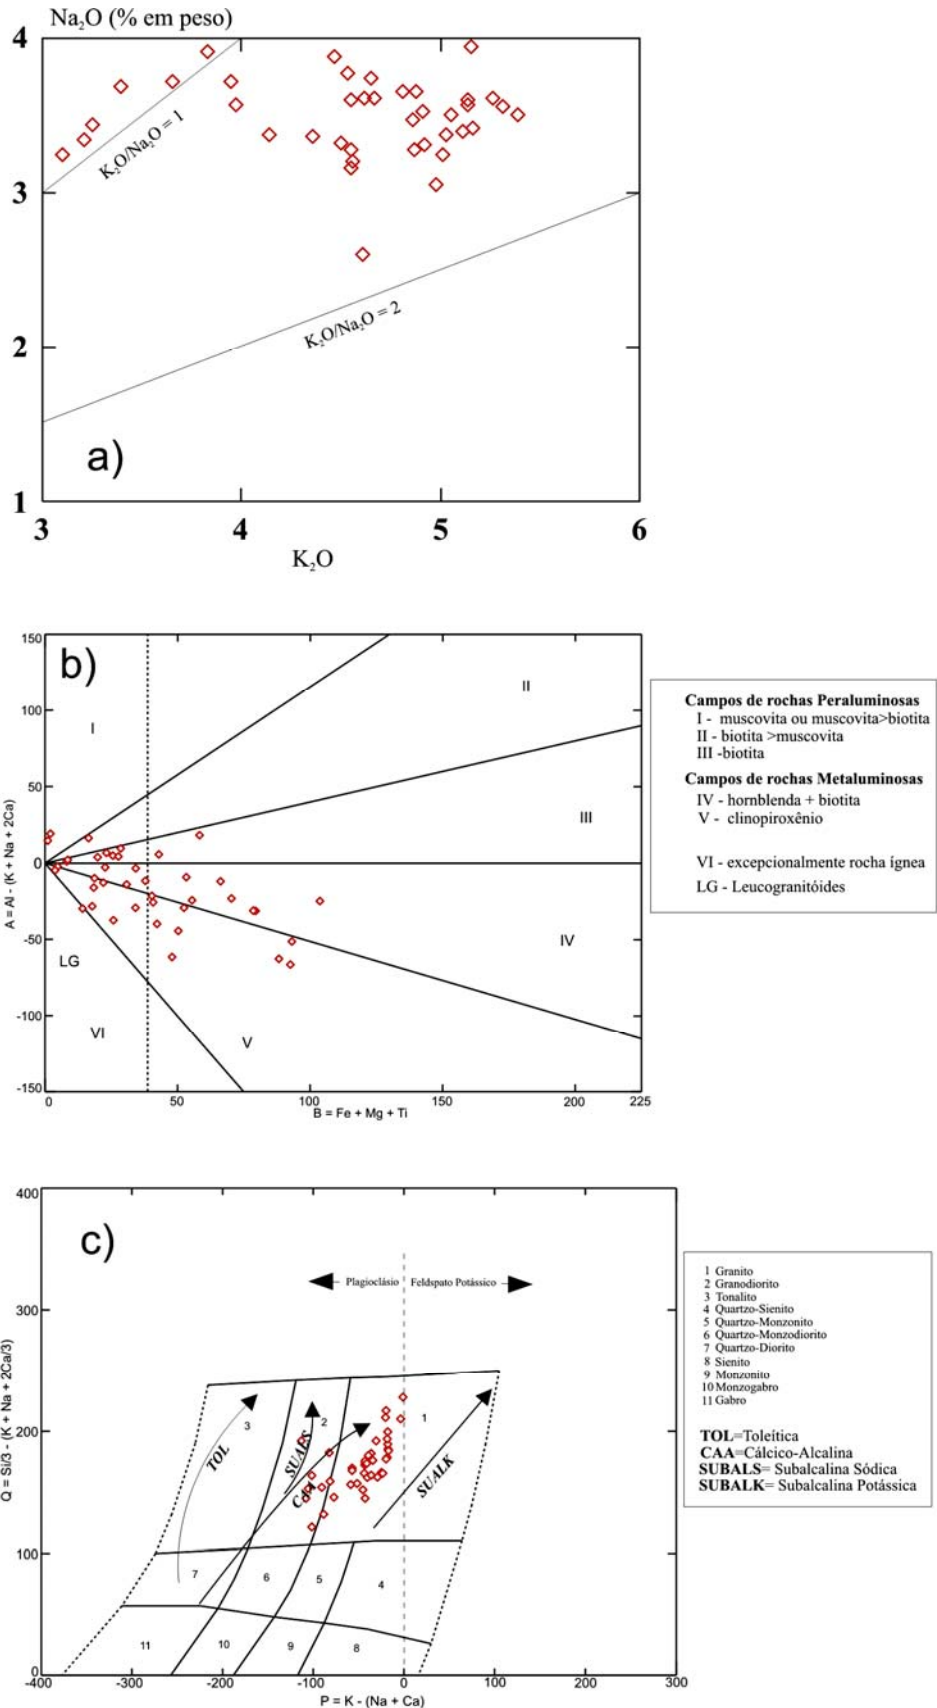 Na₂O (% em peso)
4
3
2
1
K₂O/Na₂O = 1
K₂O/Na₂O = 2
a)
3 4 5 6
K₂O
b)
150
100
50
0
-50
-100
-150
A = Al - (K + Na + 2Ca)
I
II
III
IV
LG
VI
V
0 50 100 150 200 225
B = Fe + Mg + Ti
Campos de rochas Peraluminosas
I - muscovita ou muscovita>biotita
II - biotita >muscovita
III -biotita
Campos de rochas Metaluminosas
IV - hornblenda + biotita
V - clinopiroxênio
VI - excepcionalmente rocha ígnea
LG - Leucogranitóides
c)
400
300
200
100
0
Q = Si/3 - (K + Na + 2Ca/3)
Plagioclásio Feldspato Potássico
3
2
1
TOL
CAA
SUALK
7
6
5
4
11
10
9
8
-400 -300 -200 -100 0 100 200 300
P = K - (Na + Ca)
1 Granito
2 Granodiorito
3 Tonalito
4 Quartzo-Sienito
5 Quartzo-Monzonito
6 Quartzo-Monzodiorito
7 Quartzo-Diorito
8 Sienito
9 Monzonito
10 Monzogabro
11 Gabro
TOL=Toleítica
CAA=Cálcico-Alcalina
SUBALS= Subalcalina Sódica
SUBALK= Subalcalina Potássica